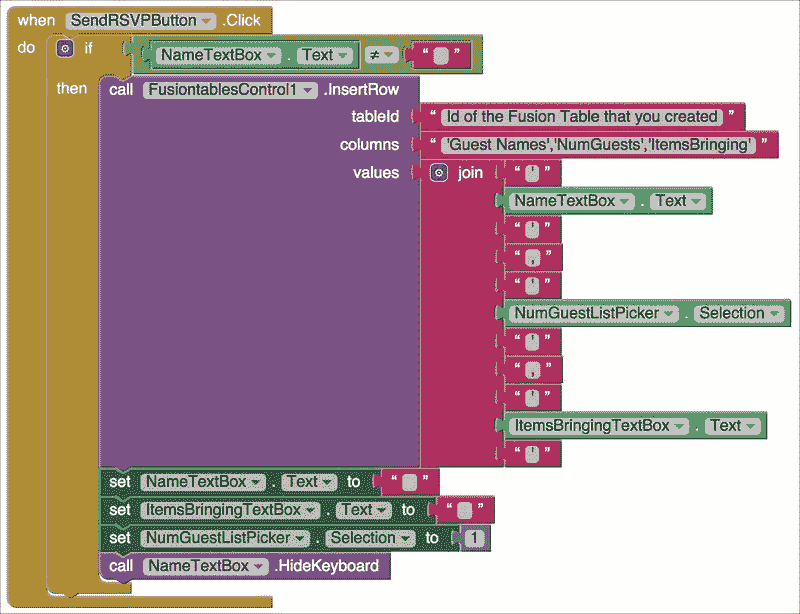 when SendRSVPButton .Click
do if NameTextBox . Text ≠ “ ”
then call FusiontablesControl1 .InsertRow
tableId “ Id of the Fusion Table that you created ”
columns “ 'Guest Names','NumGuests','ItemsBringing' ”
values join “ ' ”
NameTextBox . Text
“ ' ”
“ , ”
“ ' ”
NumGuestListPicker . Selection
“ ' ”
“ , ”
“ ' ”
ItemsBringingTextBox . Text
“ ' ”
set NameTextBox . Text to “ ”
set ItemsBringingTextBox . Text to “ ”
set NumGuestListPicker . Selection to 1
call NameTextBox .HideKeyboard